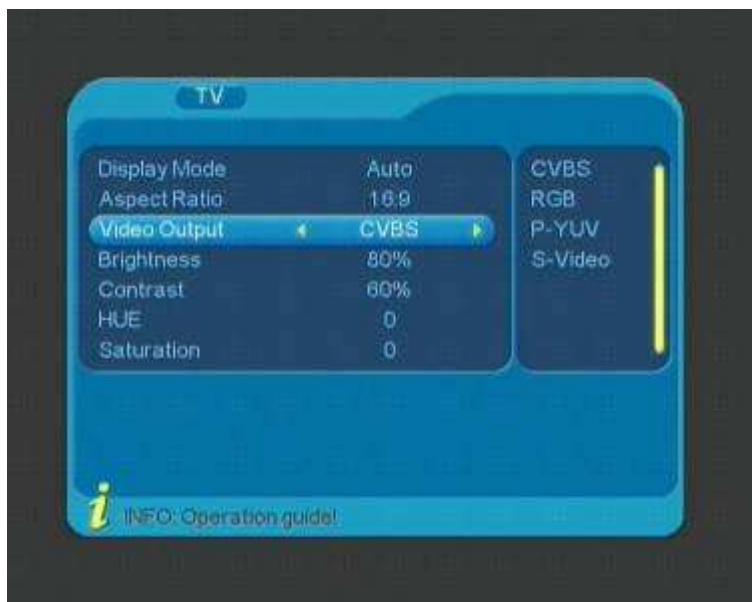 TV
Display Mode Auto
Aspect Ratio 16:9
Video Output CVBS
Brightness 80%
Contrast 60%
HUE 0
Saturation 0
CVBS
RGB
P-YUV
S-Video
INFO: Operation guide!